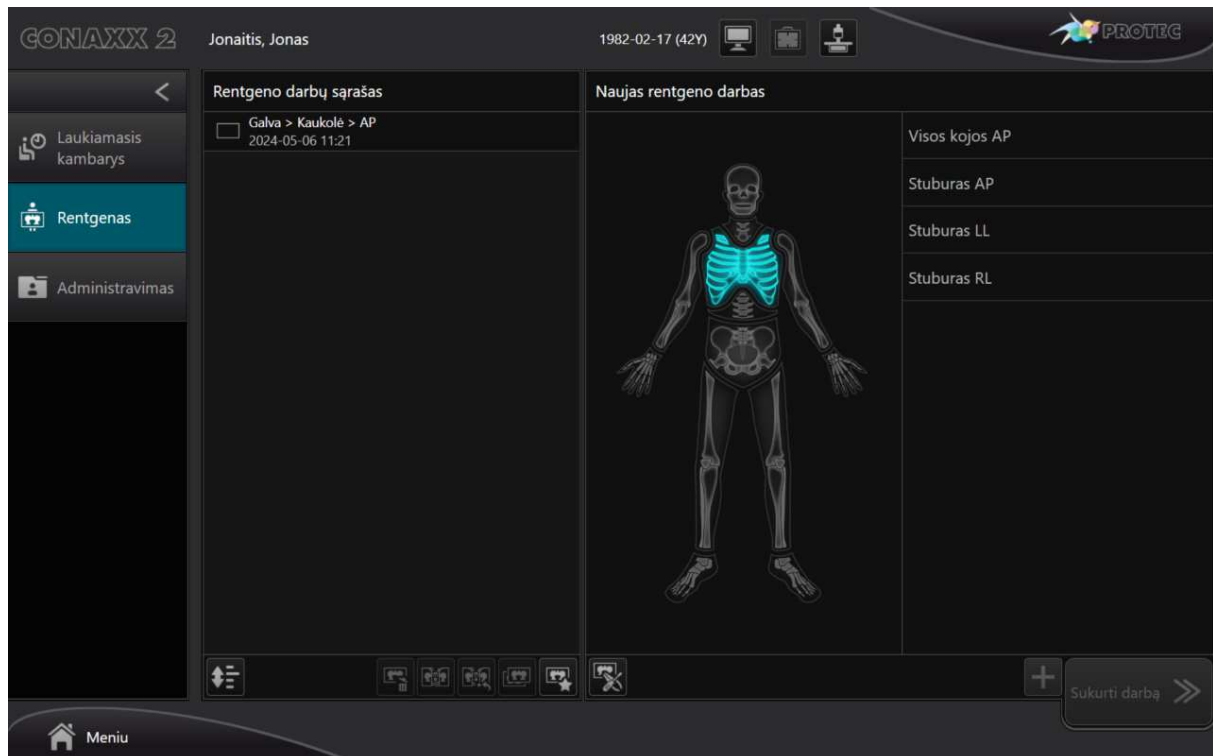 CONAXX 2
Jonaitis, Jonas
1982-02-17 (42Y)
PROTEC
Rentgeno darbų sąrašas
Naujas rentgeno darbas
Laukiamasis
kambarys
Rentgenas
Administravimas
Galva > Kaukolė > AP
2024-05-06 11:21
Visos kojos AP
Stuburas AP
Stuburas LL
Stuburas RL
Sukurti darbą
Meniu